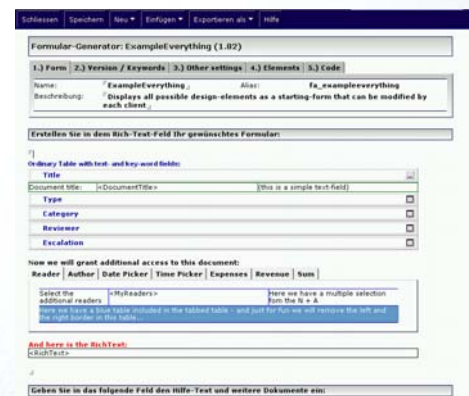 Schliessen Speichern Neu Einfügen Exportieren als Hilfe
Formular-Generator: ExampleEverything (1.82)
1.) Form 2.) Version / Keywords 3.) Other settings 4.) Elements 5.) Code
Name: ExampleEverything Alias: fa_exampleeverything
Beschreibung: Displays all possible design-elements as a starting-form that can be modified by
each client
Erstellen Sie in dem Rich-Text-Feld Ihr gewünschtes Formular:
Ordinary Table with text- and key-word fields:
Title
Document title: <DocumentTitle> (this is a simple text-field)
Type
Category
Reviewer
Escalation
Now we will grant additional access to this document:
Reader Author Date Picker Time Picker Expenses Revenue Sum
Select the <MyReaders> Here we have a multiple selection
additional readers fom the N + A
Here we have a blue table included in the tabbed table - and just for fun we will remove the left and
the right border in this table...
And here is the RichText:
<RichText>
Geben Sie in das folgende Feld den Hilfe-Text und weitere Dokumente ein: